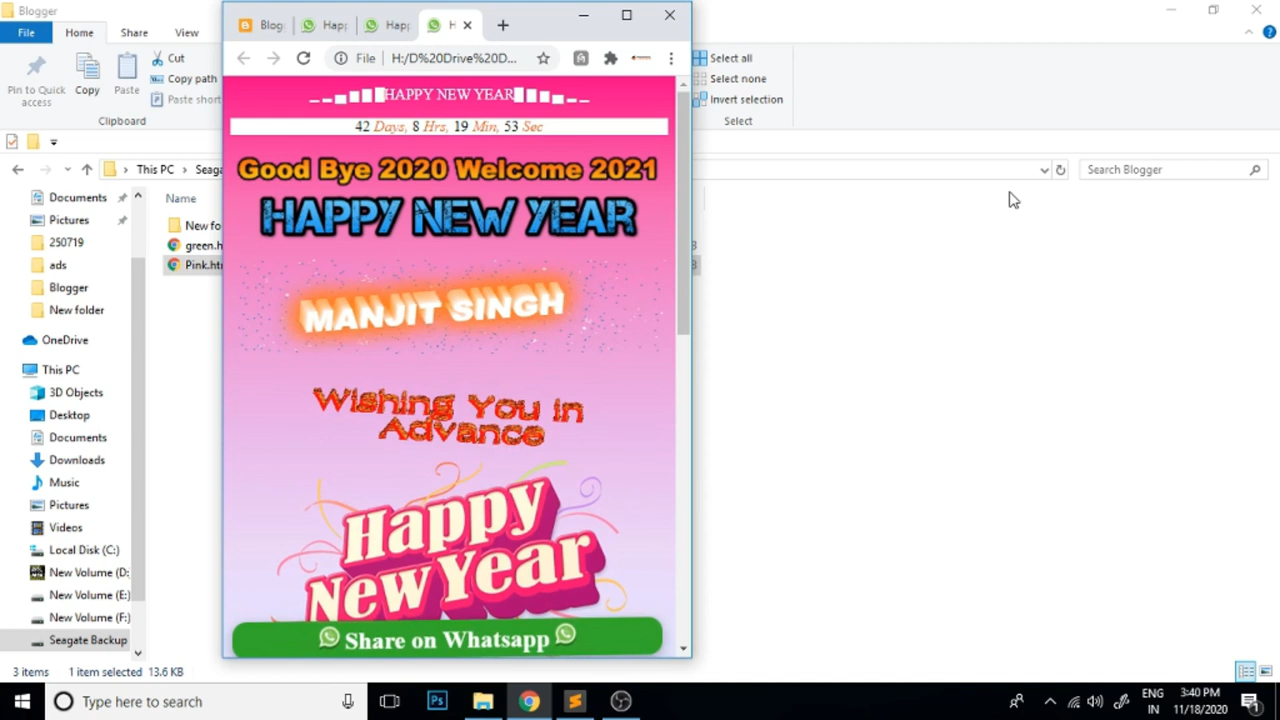 Blogger
File Home Share View
Pin to Quick access
Copy
Paste
Cut
Copy path
Paste short
Clipboard
Select all
Select none
Invert selection
Select
This PC
Seaga
Search Blogger
Documents
Pictures
250719
ads
Blogger
New folder
OneDrive
This PC
3D Objects
Desktop
Documents
Downloads
Music
Pictures
Videos
Local Disk (C:)
New Volume (D:
New Volume (E:)
New Volume (F:)
Seagate Backup
Name
New fo
green.h
Pink.htm
3 items 1 item selected 13.6 KB
Blog
Happ
Happ
H
File H:/D%20Drive%20D...
HAPPY NEW YEAR
42 Days, 8 Hrs, 19 Min, 53 Sec
Good Bye 2020 Welcome 2021
HAPPY NEW YEAR
MANJIT SINGH
Wishing You in
Advance
Happy
New Year
Share on Whatsapp
Type here to search
Ps
ENG
IN
3:40 PM
11/18/2020
1